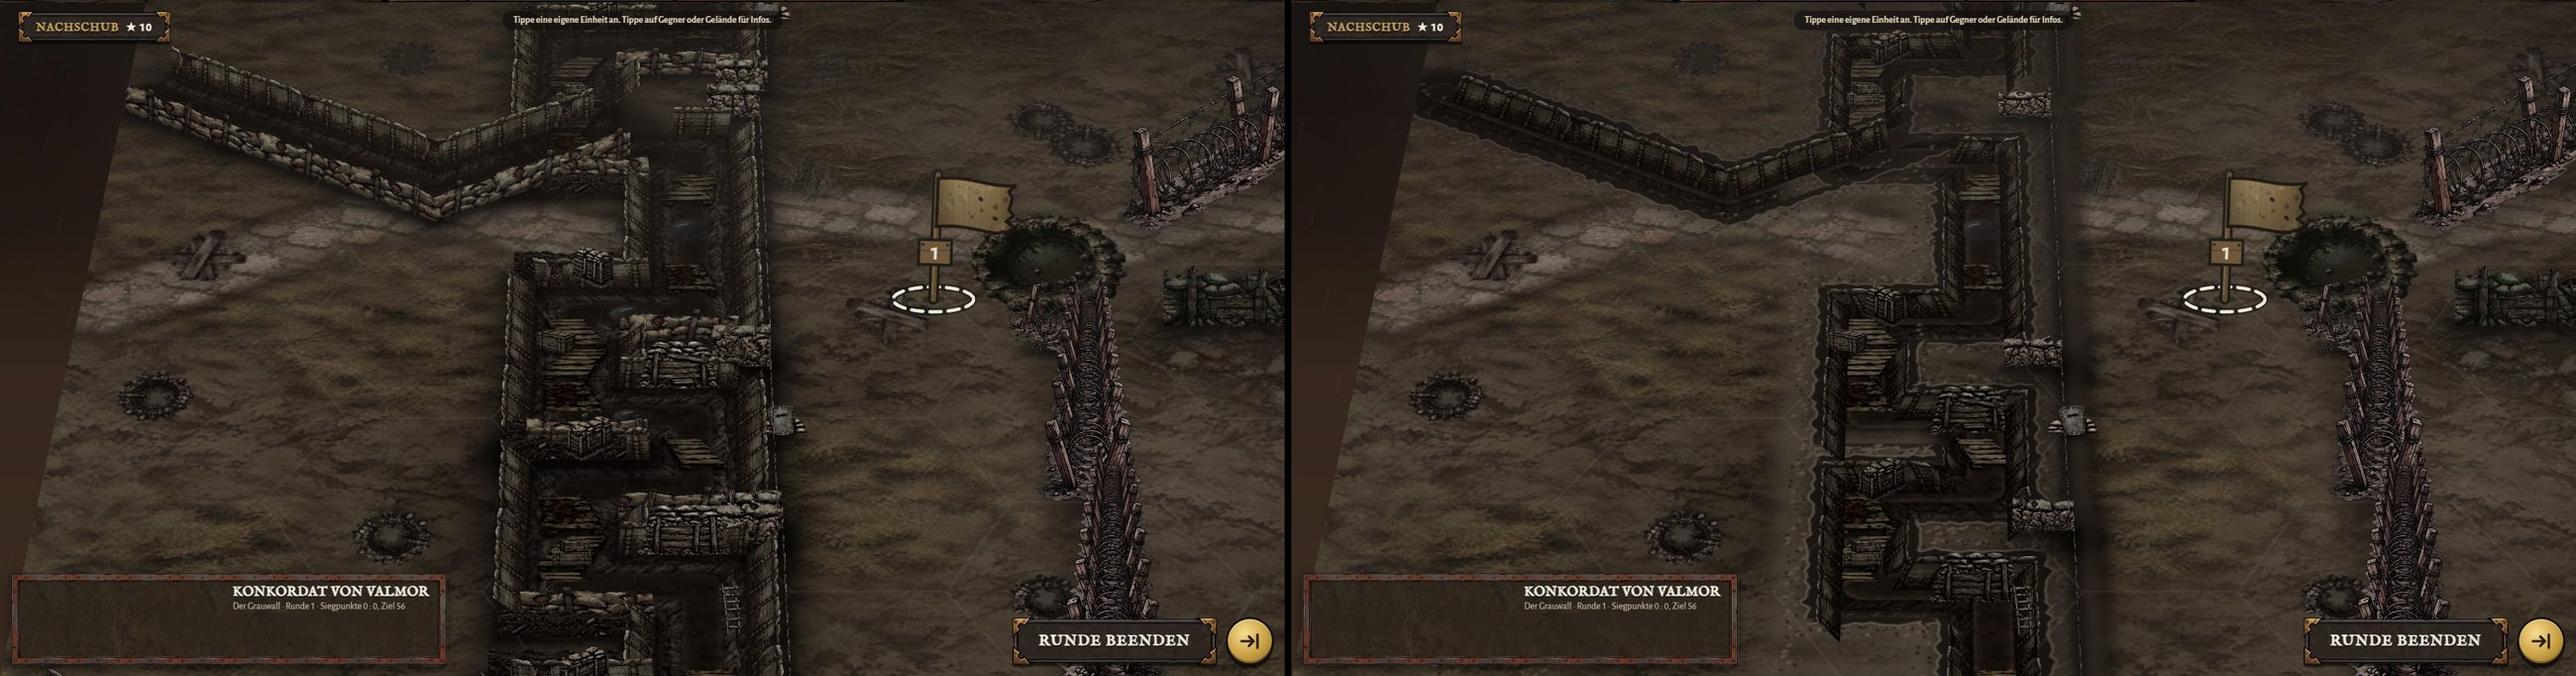 NACHSCHUB ★ 10
Tippe eine eigene Einheit an. Tippe auf Gegner oder Gelände für Infos.
1
KONKORDAT VON VALMOR
Der Grauwall · Runde 1 · Siegpunkte 0 : 0, Ziel 56
RUNDE BEENDEN
NACHSCHUB ★ 10
Tippe eine eigene Einheit an. Tippe auf Gegner oder Gelände für Infos.
1
KONKORDAT VON VALMOR
Der Grauwall · Runde 1 · Siegpunkte 0 : 0, Ziel 56
RUNDE BEENDEN